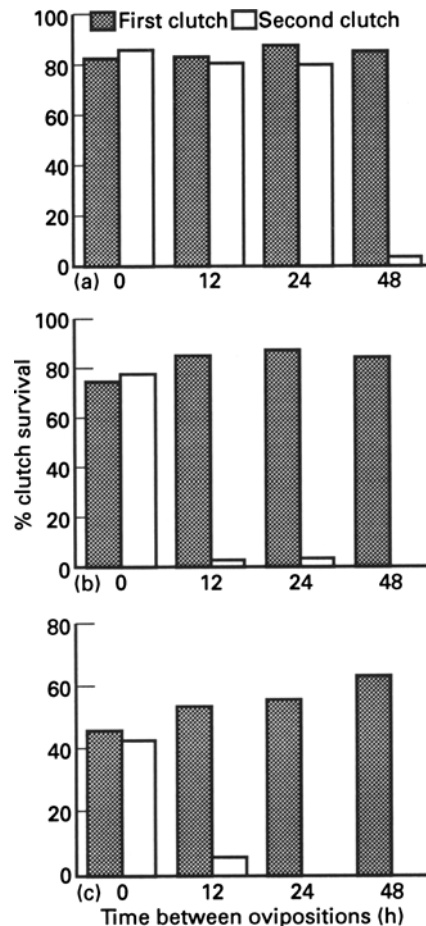 First clutch Second clutch
100
80
60
40
20
0
(a) 0 12 24 48
100
80
60
40
20
0
(b) 0 12 24 48
% clutch survival
80
60
40
20
0
(c) 0 12 24 48
Time between ovipositions (h)